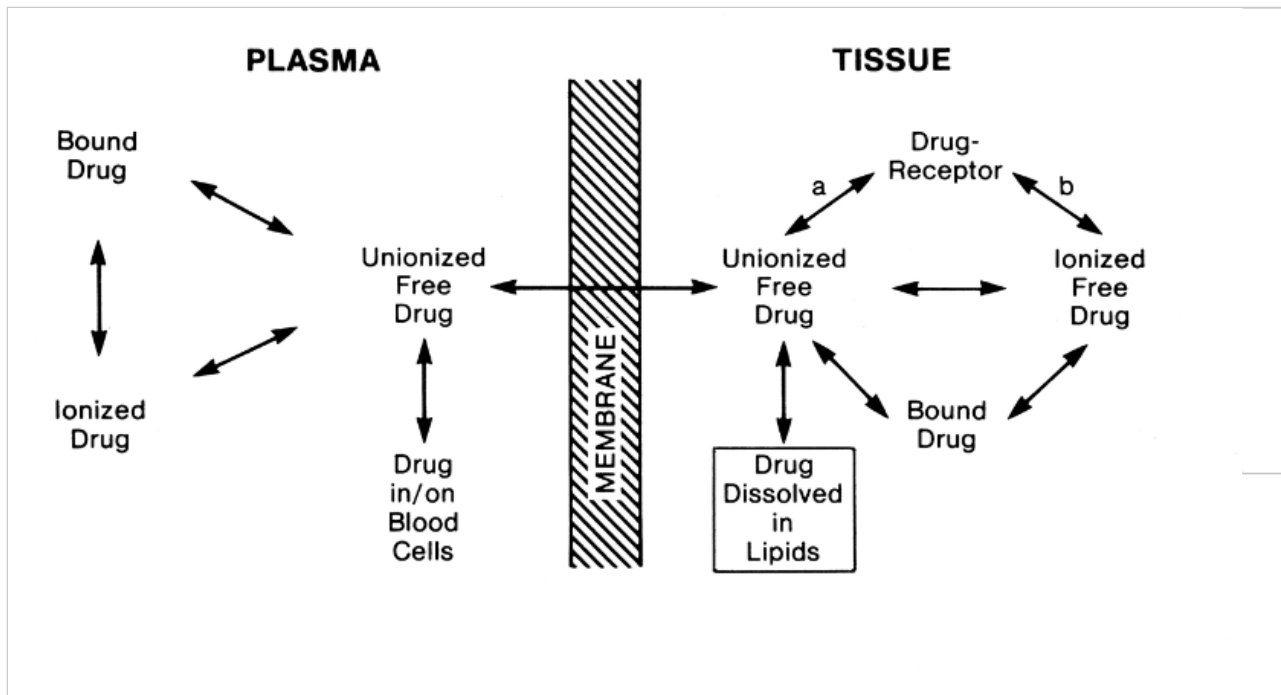 PLASMA
TISSUE
Bound
Drug
Unionized
Free
Drug
Ionized
Drug
Drug
in/on
Blood
Cells
MEMBRANE
Drug-
Receptor
a
b
Unionized
Free
Drug
Ionized
Free
Drug
Bound
Drug
Drug
Dissolved
in
Lipids